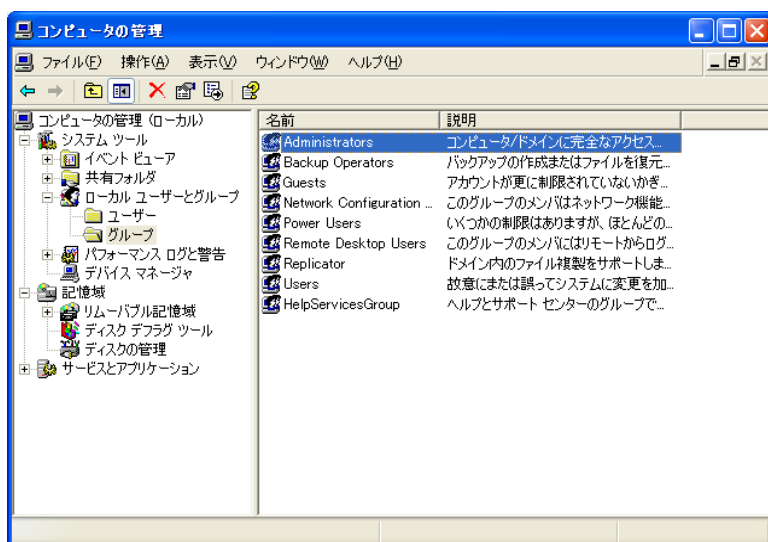 コンピュータの管理
ファイル(F) 操作(A) 表示(V) ウィンドウ(W) ヘルプ(H)
コンピュータの管理 (ローカル)
システム ツール
イベント ビューア
共有フォルダ
ローカル ユーザーとグループ
ユーザー
グループ
パフォーマンス ログと警告
デバイス マネージャ
記憶域
リムーバブル記憶域
ディスク デフラグ ツール
ディスクの管理
サービスとアプリケーション
名前 説明
Administrators コンピュータ/ドメインに完全なアクセス...
Backup Operators バックアップの作成またはファイルを復元...
Guests アカウントが更に制限されていないかぎ...
Network Configuration ... このグループのメンバはネットワーク機能...
Power Users いくつかの制限はありますが、ほとんどの...
Remote Desktop Users このグループのメンバにはリモートからログ...
Replicator ドメイン内のファイル複製をサポートしま...
Users 故意にまたは誤ってシステムに変更を加...
HelpServicesGroup ヘルプとサポート センターのグループで...